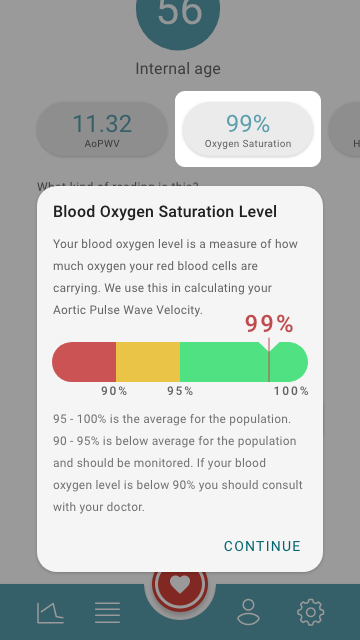 56
Internal age
11.32
AoPWV
99%
Oxygen Saturation
H
What kind of reading is this?
Blood Oxygen Saturation Level
Your blood oxygen level is a measure of how
much oxygen your red blood cells are
carrying. We use this in calculating your
Aortic Pulse Wave Velocity.
99%
90% 95% 100%
95 - 100% is the average for the population.
90 - 95% is below average for the population
and should be monitored. If your blood
oxygen level is below 90% you should consult
with your doctor.
CONTINUE